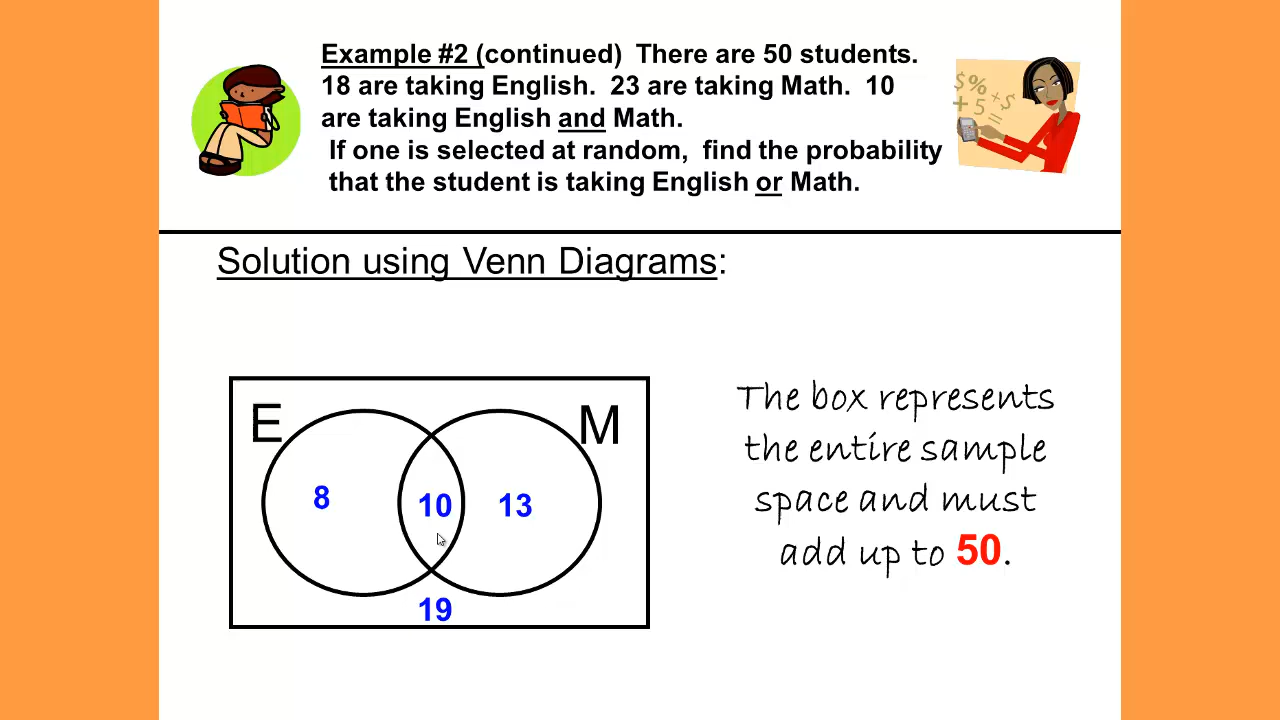 Example #2 (continued) There are 50 students.
18 are taking English. 23 are taking Math. 10
are taking English and Math.
If one is selected at random, find the probability
that the student is taking English or Math.
$%
+$
+ 5
=
Solution using Venn Diagrams:
E
M
8
10
13
19
The box represents
the entire sample
space and must
add up to 50.